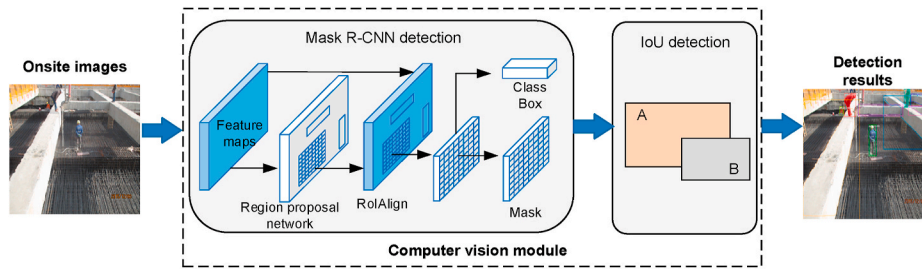 Mask R-CNN detection
IoU detection
Onsite images
Detection
results
Class
Box
A
B
Feature
maps
Region proposal
network
RoIAlign
Mask
Computer vision module